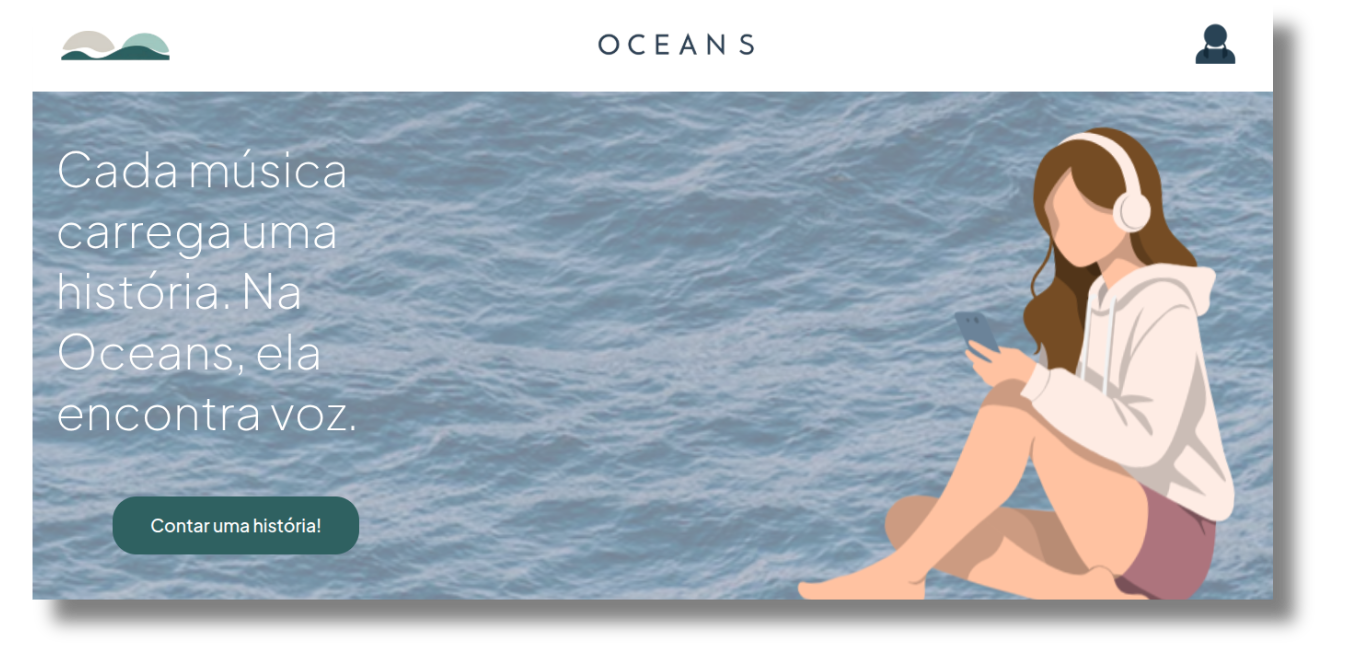 OCEANS
Cada música
carrega uma
história. Na
Oceans, ela
encontra voz.
Contar uma história!